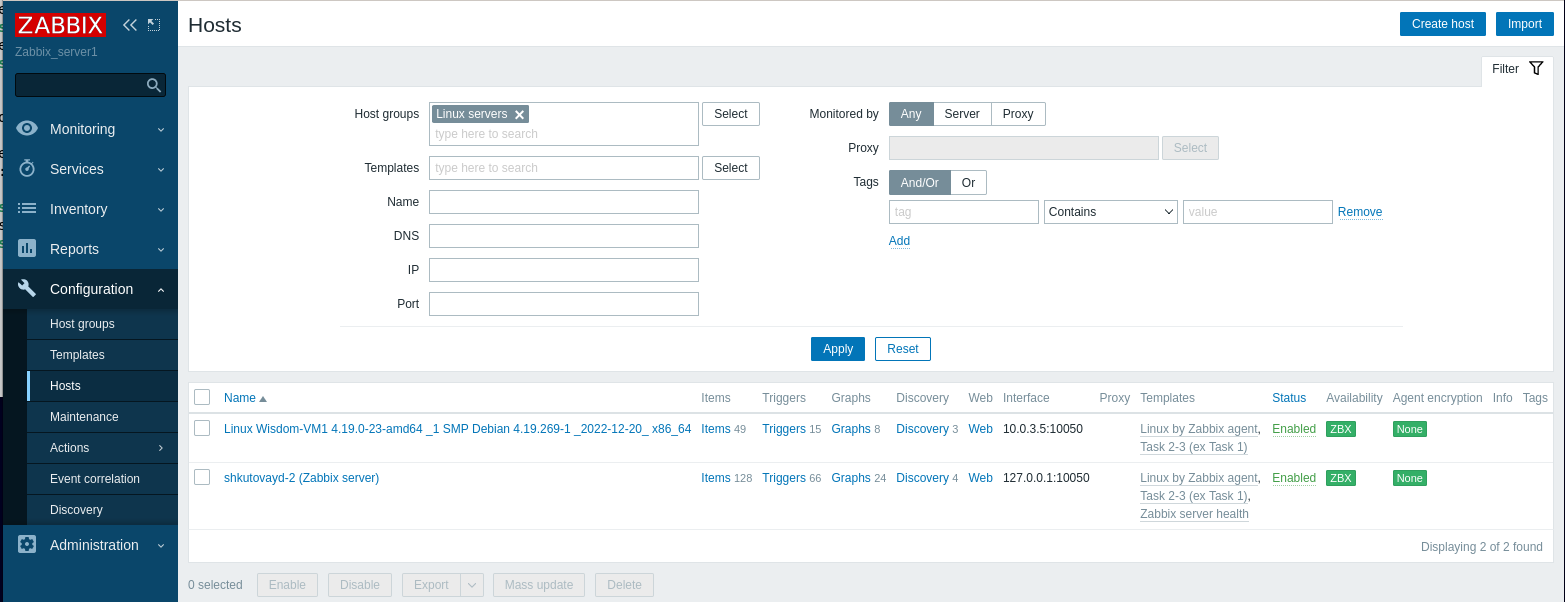 ZABBIX
Zabbix_server1
Monitoring
Services
Inventory
Reports
Configuration
Host groups
Templates
Hosts
Maintenance
Actions
Event correlation
Discovery
Administration
Hosts
Create host Import
Filter
Host groups Linux servers Select
type here to search
Templates type here to search Select
Name
DNS
IP
Port
Monitored by Any Server Proxy
Proxy Select
Tags And/Or Or
tag Contains value Remove
Add
Apply Reset
Name Items Triggers Graphs Discovery Web Interface Proxy Templates Status Availability Agent encryption Info Tags
Linux Wisdom-VM1 4.19.0-23-amd64 _1 SMP Debian 4.19.269-1 _2022-12-20_ x86_64 Items 49 Triggers 15 Graphs 8 Discovery 3 Web 10.0.3.5:10050 Linux by Zabbix agent, Enabled ZBX None
Task 2-3 (ex Task 1)
shkutovayd-2 (Zabbix server) Items 128 Triggers 66 Graphs 24 Discovery 4 Web 127.0.0.1:10050 Linux by Zabbix agent, Enabled ZBX None
Task 2-3 (ex Task 1),
Zabbix server health
Displaying 2 of 2 found
0 selected Enable Disable Export Mass update Delete